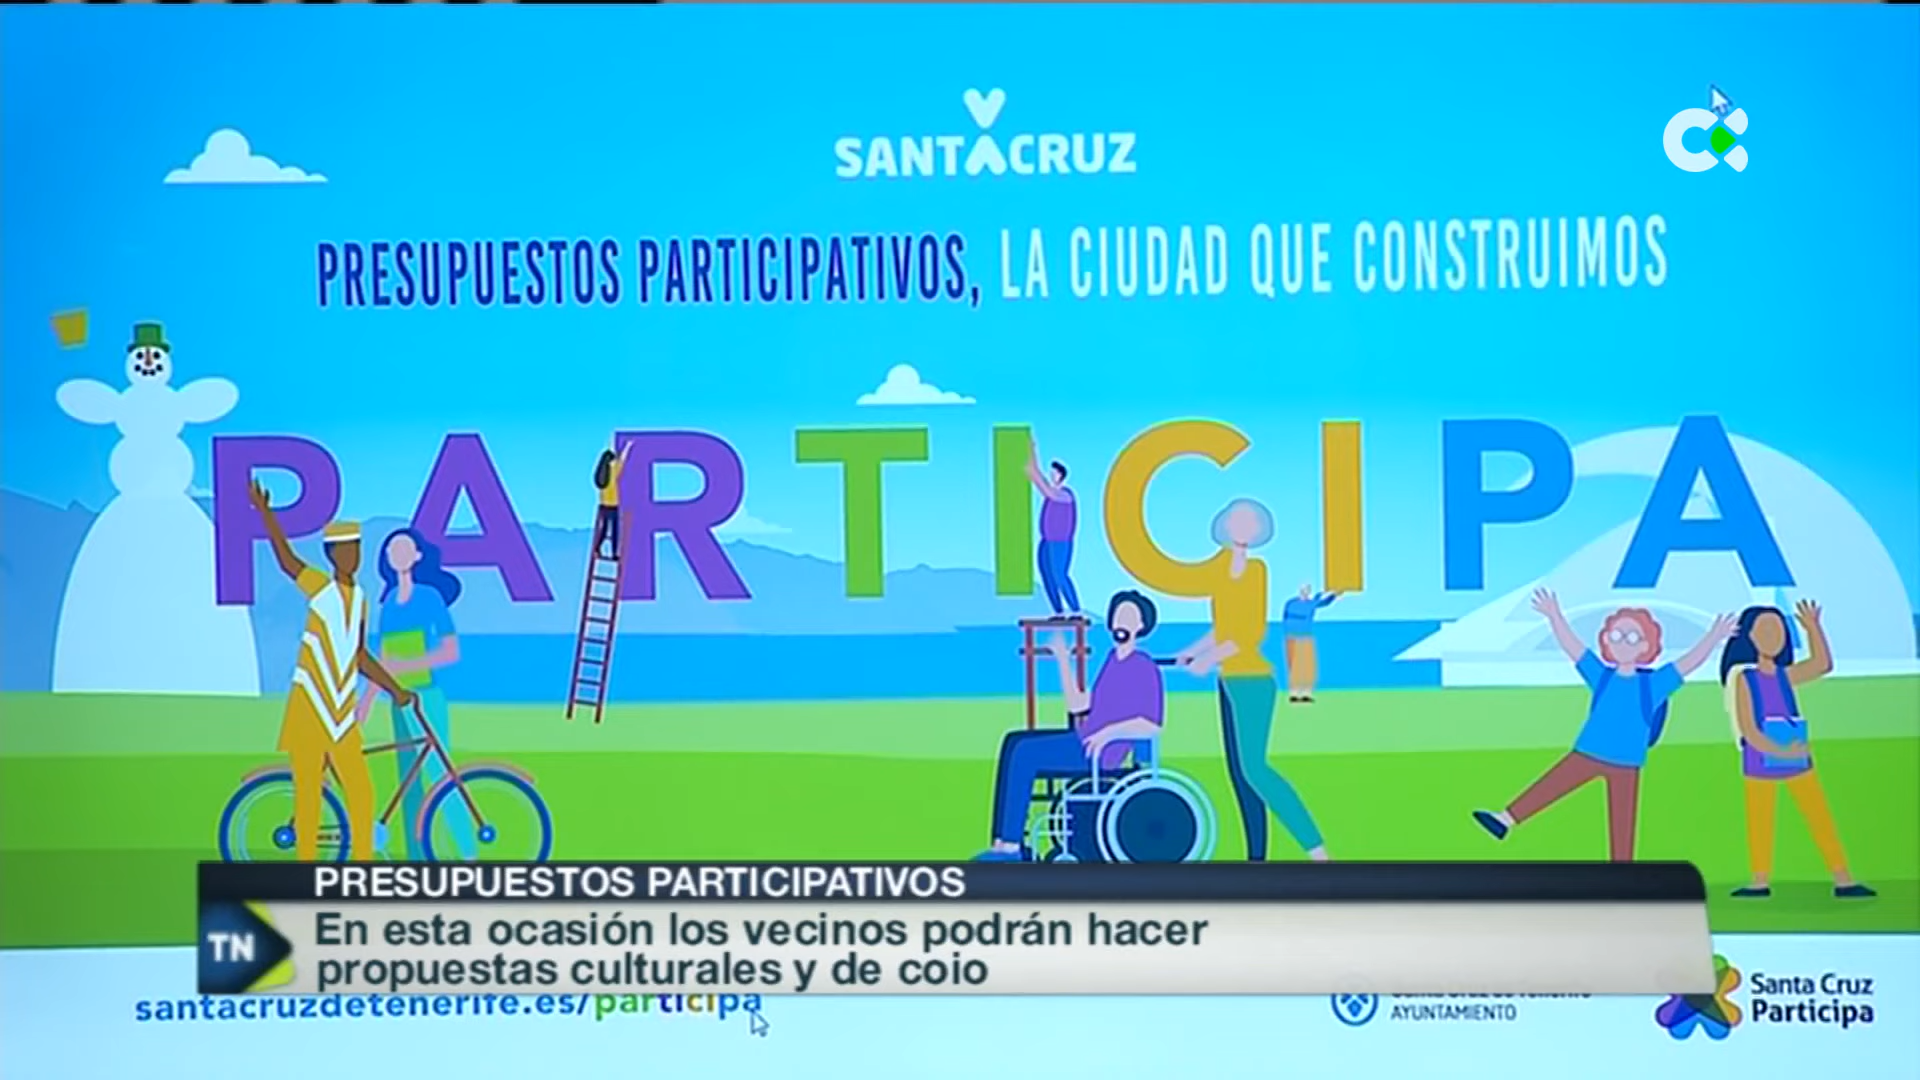 SANTACRUZ
PRESUPUESTOS PARTICIPATIVOS, LA CIUDAD QUE CONSTRUIMOS
PARTICIPA
PRESUPUESTOS PARTICIPATIVOS
TN
En esta ocasión los vecinos podrán hacer
propuestas culturales y de coio
santacruzdetenerife.es/participa
AYUNTAMIENTO
Santa Cruz
Participa